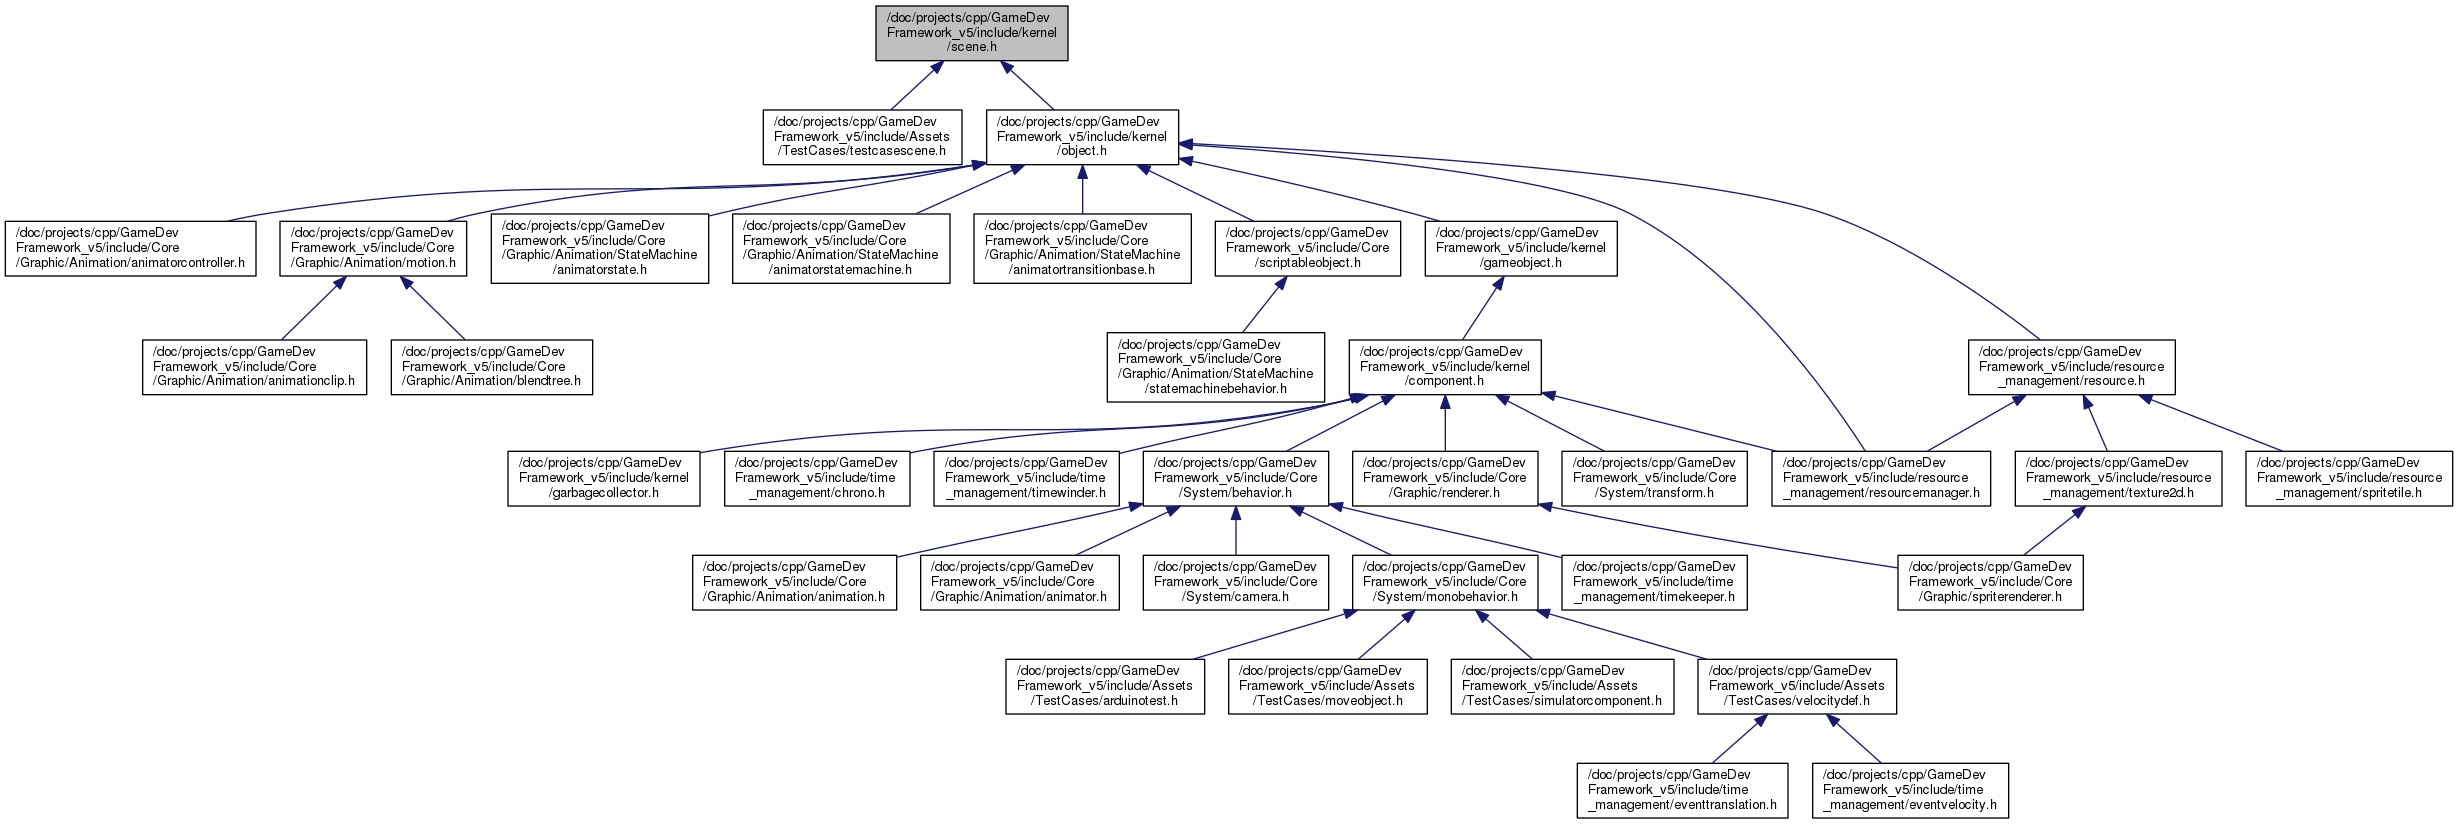 /doc/projects/cpp/GameDev
Framework_v5/include/kernel
/scene.h
/doc/projects/cpp/GameDev
Framework_v5/include/Assets
/TestCases/testcasescene.h
/doc/projects/cpp/GameDev
Framework_v5/include/kernel
/object.h
/doc/projects/cpp/GameDev
Framework_v5/include/Core
/Graphic/Animation/animatorcontroller.h
/doc/projects/cpp/GameDev
Framework_v5/include/Core
/Graphic/Animation/motion.h
/doc/projects/cpp/GameDev
Framework_v5/include/Core
/Graphic/Animation/StateMachine
/animatorstate.h
/doc/projects/cpp/GameDev
Framework_v5/include/Core
/Graphic/Animation/StateMachine
/animatorstatemachine.h
/doc/projects/cpp/GameDev
Framework_v5/include/Core
/Graphic/Animation/StateMachine
/animatortransitionbase.h
/doc/projects/cpp/GameDev
Framework_v5/include/Core
/scriptableobject.h
/doc/projects/cpp/GameDev
Framework_v5/include/kernel
/gameobject.h
/doc/projects/cpp/GameDev
Framework_v5/include/Core
/Graphic/Animation/animationclip.h
/doc/projects/cpp/GameDev
Framework_v5/include/Core
/Graphic/Animation/blendtree.h
/doc/projects/cpp/GameDev
Framework_v5/include/Core
/Graphic/Animation/StateMachine
/statemachinebehavior.h
/doc/projects/cpp/GameDev
Framework_v5/include/kernel
/component.h
/doc/projects/cpp/GameDev
Framework_v5/include/resource
_management/resource.h
/doc/projects/cpp/GameDev
Framework_v5/include/kernel
/garbagecollector.h
/doc/projects/cpp/GameDev
Framework_v5/include/time
_management/chrono.h
/doc/projects/cpp/GameDev
Framework_v5/include/time
_management/timewinder.h
/doc/projects/cpp/GameDev
Framework_v5/include/Core
/System/behavior.h
/doc/projects/cpp/GameDev
Framework_v5/include/Core
/Graphic/renderer.h
/doc/projects/cpp/GameDev
Framework_v5/include/Core
/System/transform.h
/doc/projects/cpp/GameDev
Framework_v5/include/resource
_management/resourcemanager.h
/doc/projects/cpp/GameDev
Framework_v5/include/resource
_management/texture2d.h
/doc/projects/cpp/GameDev
Framework_v5/include/resource
_management/spritetile.h
/doc/projects/cpp/GameDev
Framework_v5/include/Core
/Graphic/Animation/animation.h
/doc/projects/cpp/GameDev
Framework_v5/include/Core
/Graphic/Animation/animator.h
/doc/projects/cpp/GameDev
Framework_v5/include/Core
/System/camera.h
/doc/projects/cpp/GameDev
Framework_v5/include/Core
/System/monobehavior.h
/doc/projects/cpp/GameDev
Framework_v5/include/time
_management/timekeeper.h
/doc/projects/cpp/GameDev
Framework_v5/include/Core
/Graphic/spriterenderer.h
/doc/projects/cpp/GameDev
Framework_v5/include/Assets
/TestCases/arduinotest.h
/doc/projects/cpp/GameDev
Framework_v5/include/Assets
/TestCases/moveobject.h
/doc/projects/cpp/GameDev
Framework_v5/include/Assets
/TestCases/simulatorcomponent.h
/doc/projects/cpp/GameDev
Framework_v5/include/Assets
/TestCases/velocitydef.h
/doc/projects/cpp/GameDev
Framework_v5/include/time
_management/eventtranslation.h
/doc/projects/cpp/GameDev
Framework_v5/include/time
_management/eventvelocity.h